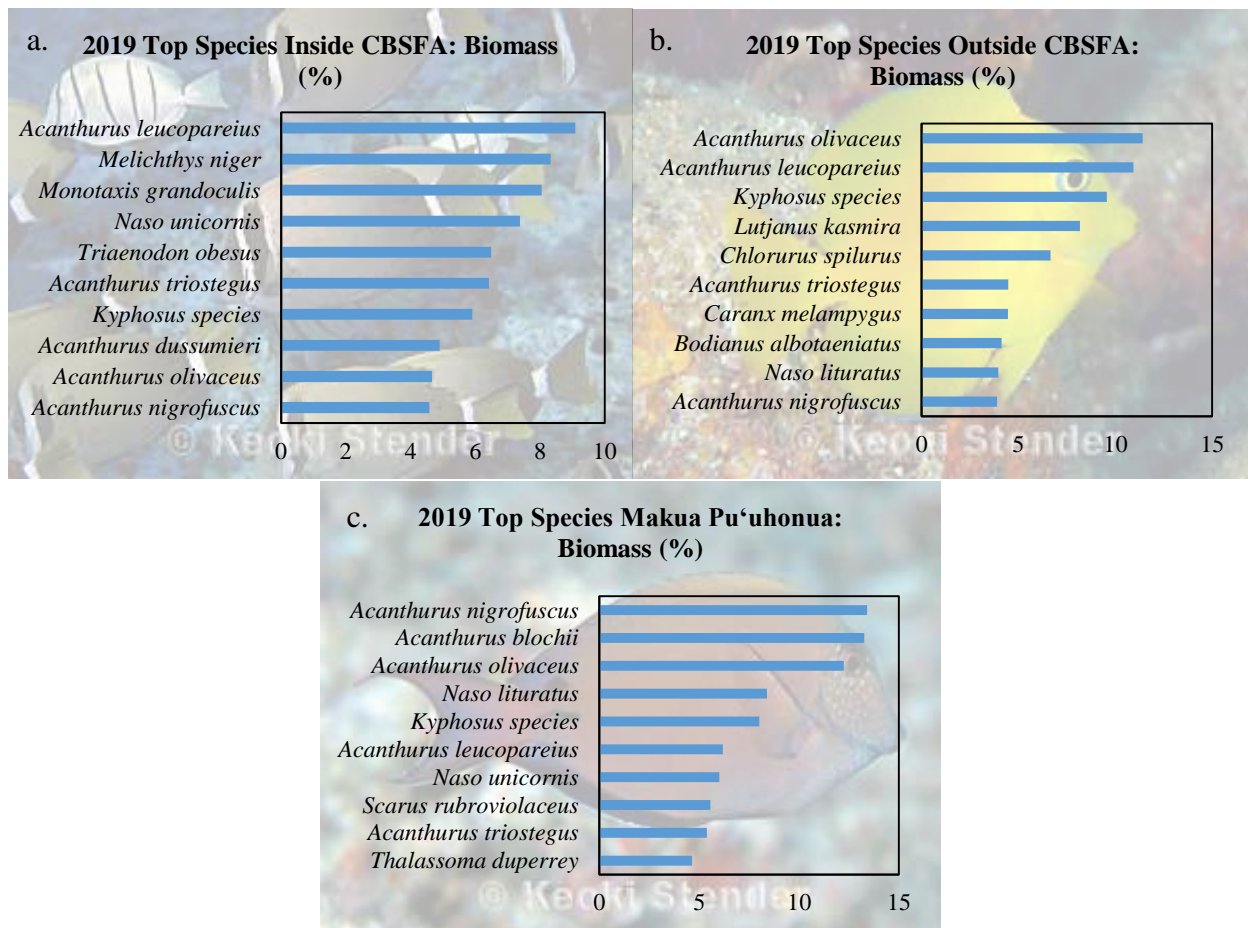 a.
2019 Top Species Inside CBSFA: Biomass
(%)
Acanthurus leucopareius
Melichthys niger
Monotaxis grandoculis
Naso unicornis
Triaenodon obesus
Acanthurus triostegus
Kyphosus species
Acanthurus dussumieri
Acanthurus olivaceus
Acanthurus nigrofuscus
© Keoki Stender
0 2 4 6 8 10
b.
2019 Top Species Outside CBSFA:
Biomass (%)
Acanthurus olivaceus
Acanthurus leucopareius
Kyphosus species
Lutjanus kasmira
Chlorurus spilurus
Acanthurus triostegus
Caranx melampygus
Bodianus albotaeniatus
Naso lituratus
Acanthurus nigrofuscus
© Keoki Stender
0 5 10 15
c.
2019 Top Species Makua Pu‘uhonua:
Biomass (%)
Acanthurus nigrofuscus
Acanthurus blochii
Acanthurus olivaceus
Naso lituratus
Kyphosus species
Acanthurus leucopareius
Naso unicornis
Scarus rubroviolaceus
Acanthurus triostegus
Thalassoma duperrey
© Keoki Stender
0 5 10 15